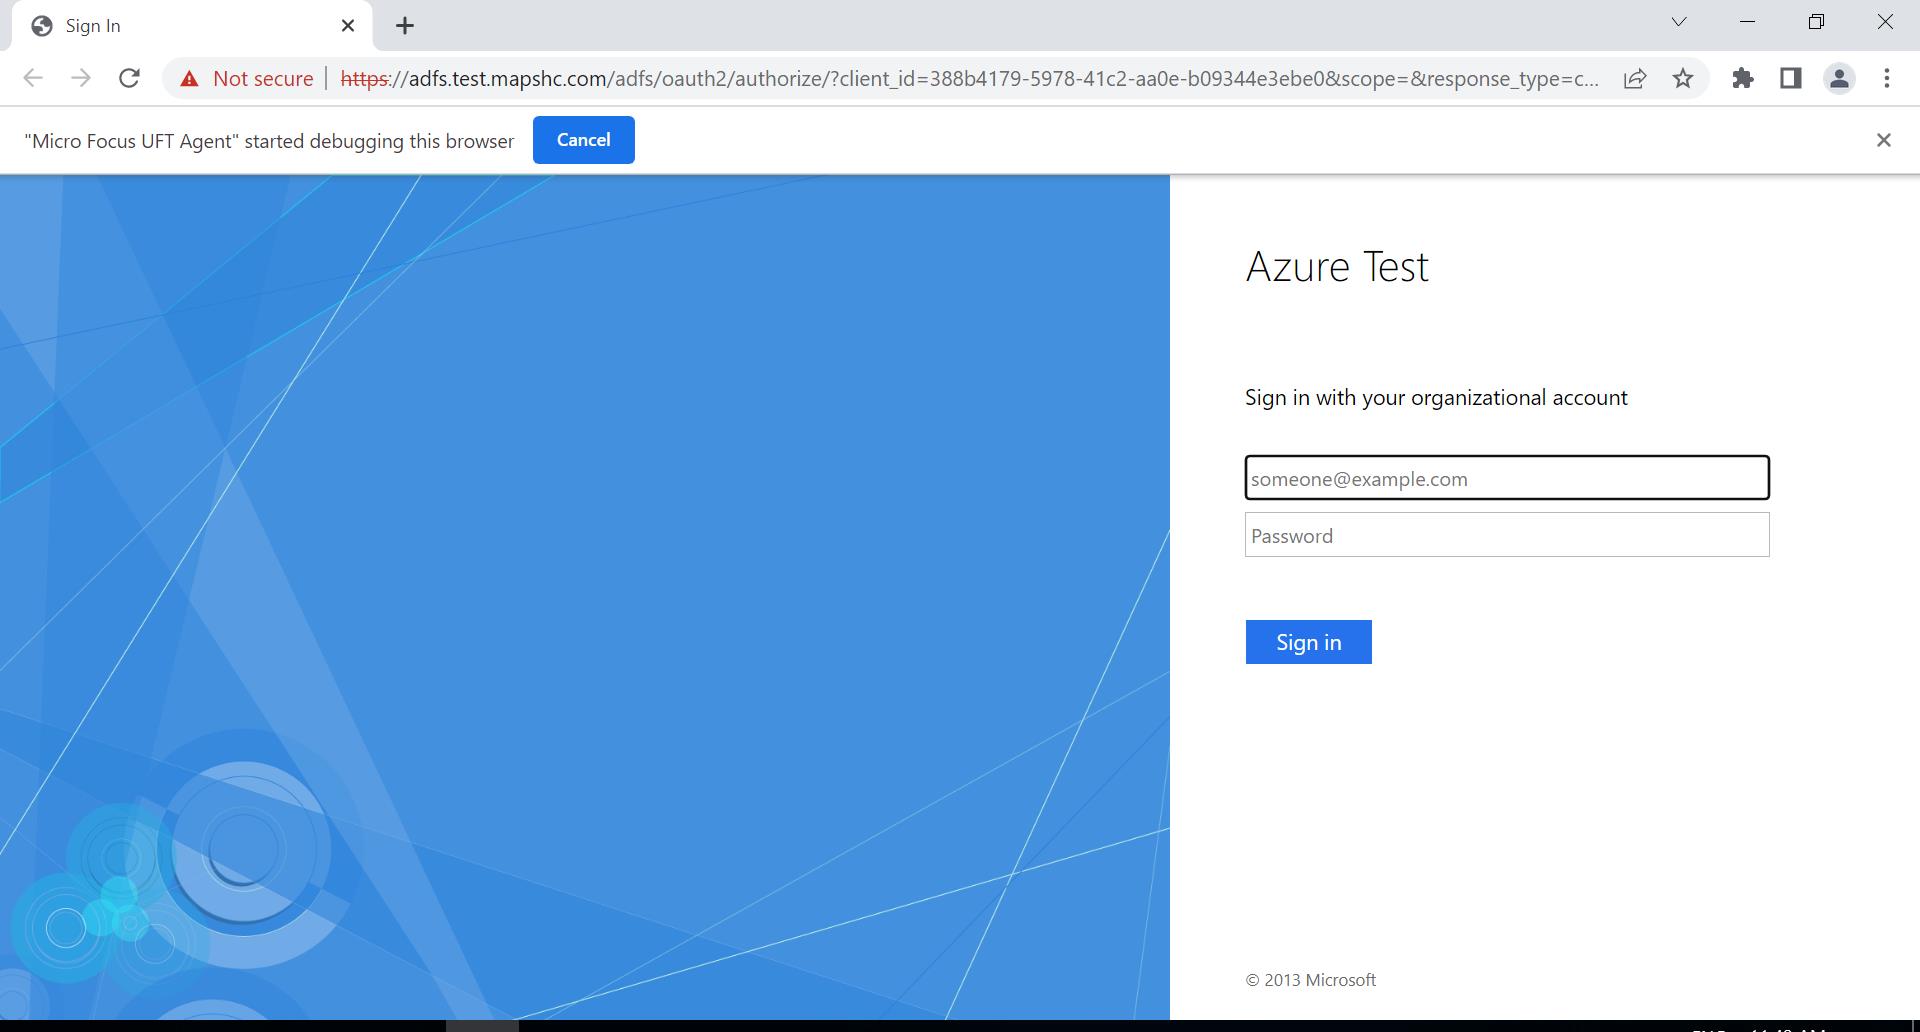 Sign In
Not secure https://adfs.test.mapshc.com/adfs/oauth2/authorize/?client_id=388b4179-5978-41c2-aa0e-b09344e3ebe0&scope=&response_type=c...
"Micro Focus UFT Agent" started debugging this browser Cancel
Azure Test
Sign in with your organizational account
someone@example.com
Password
Sign in
© 2013 Microsoft